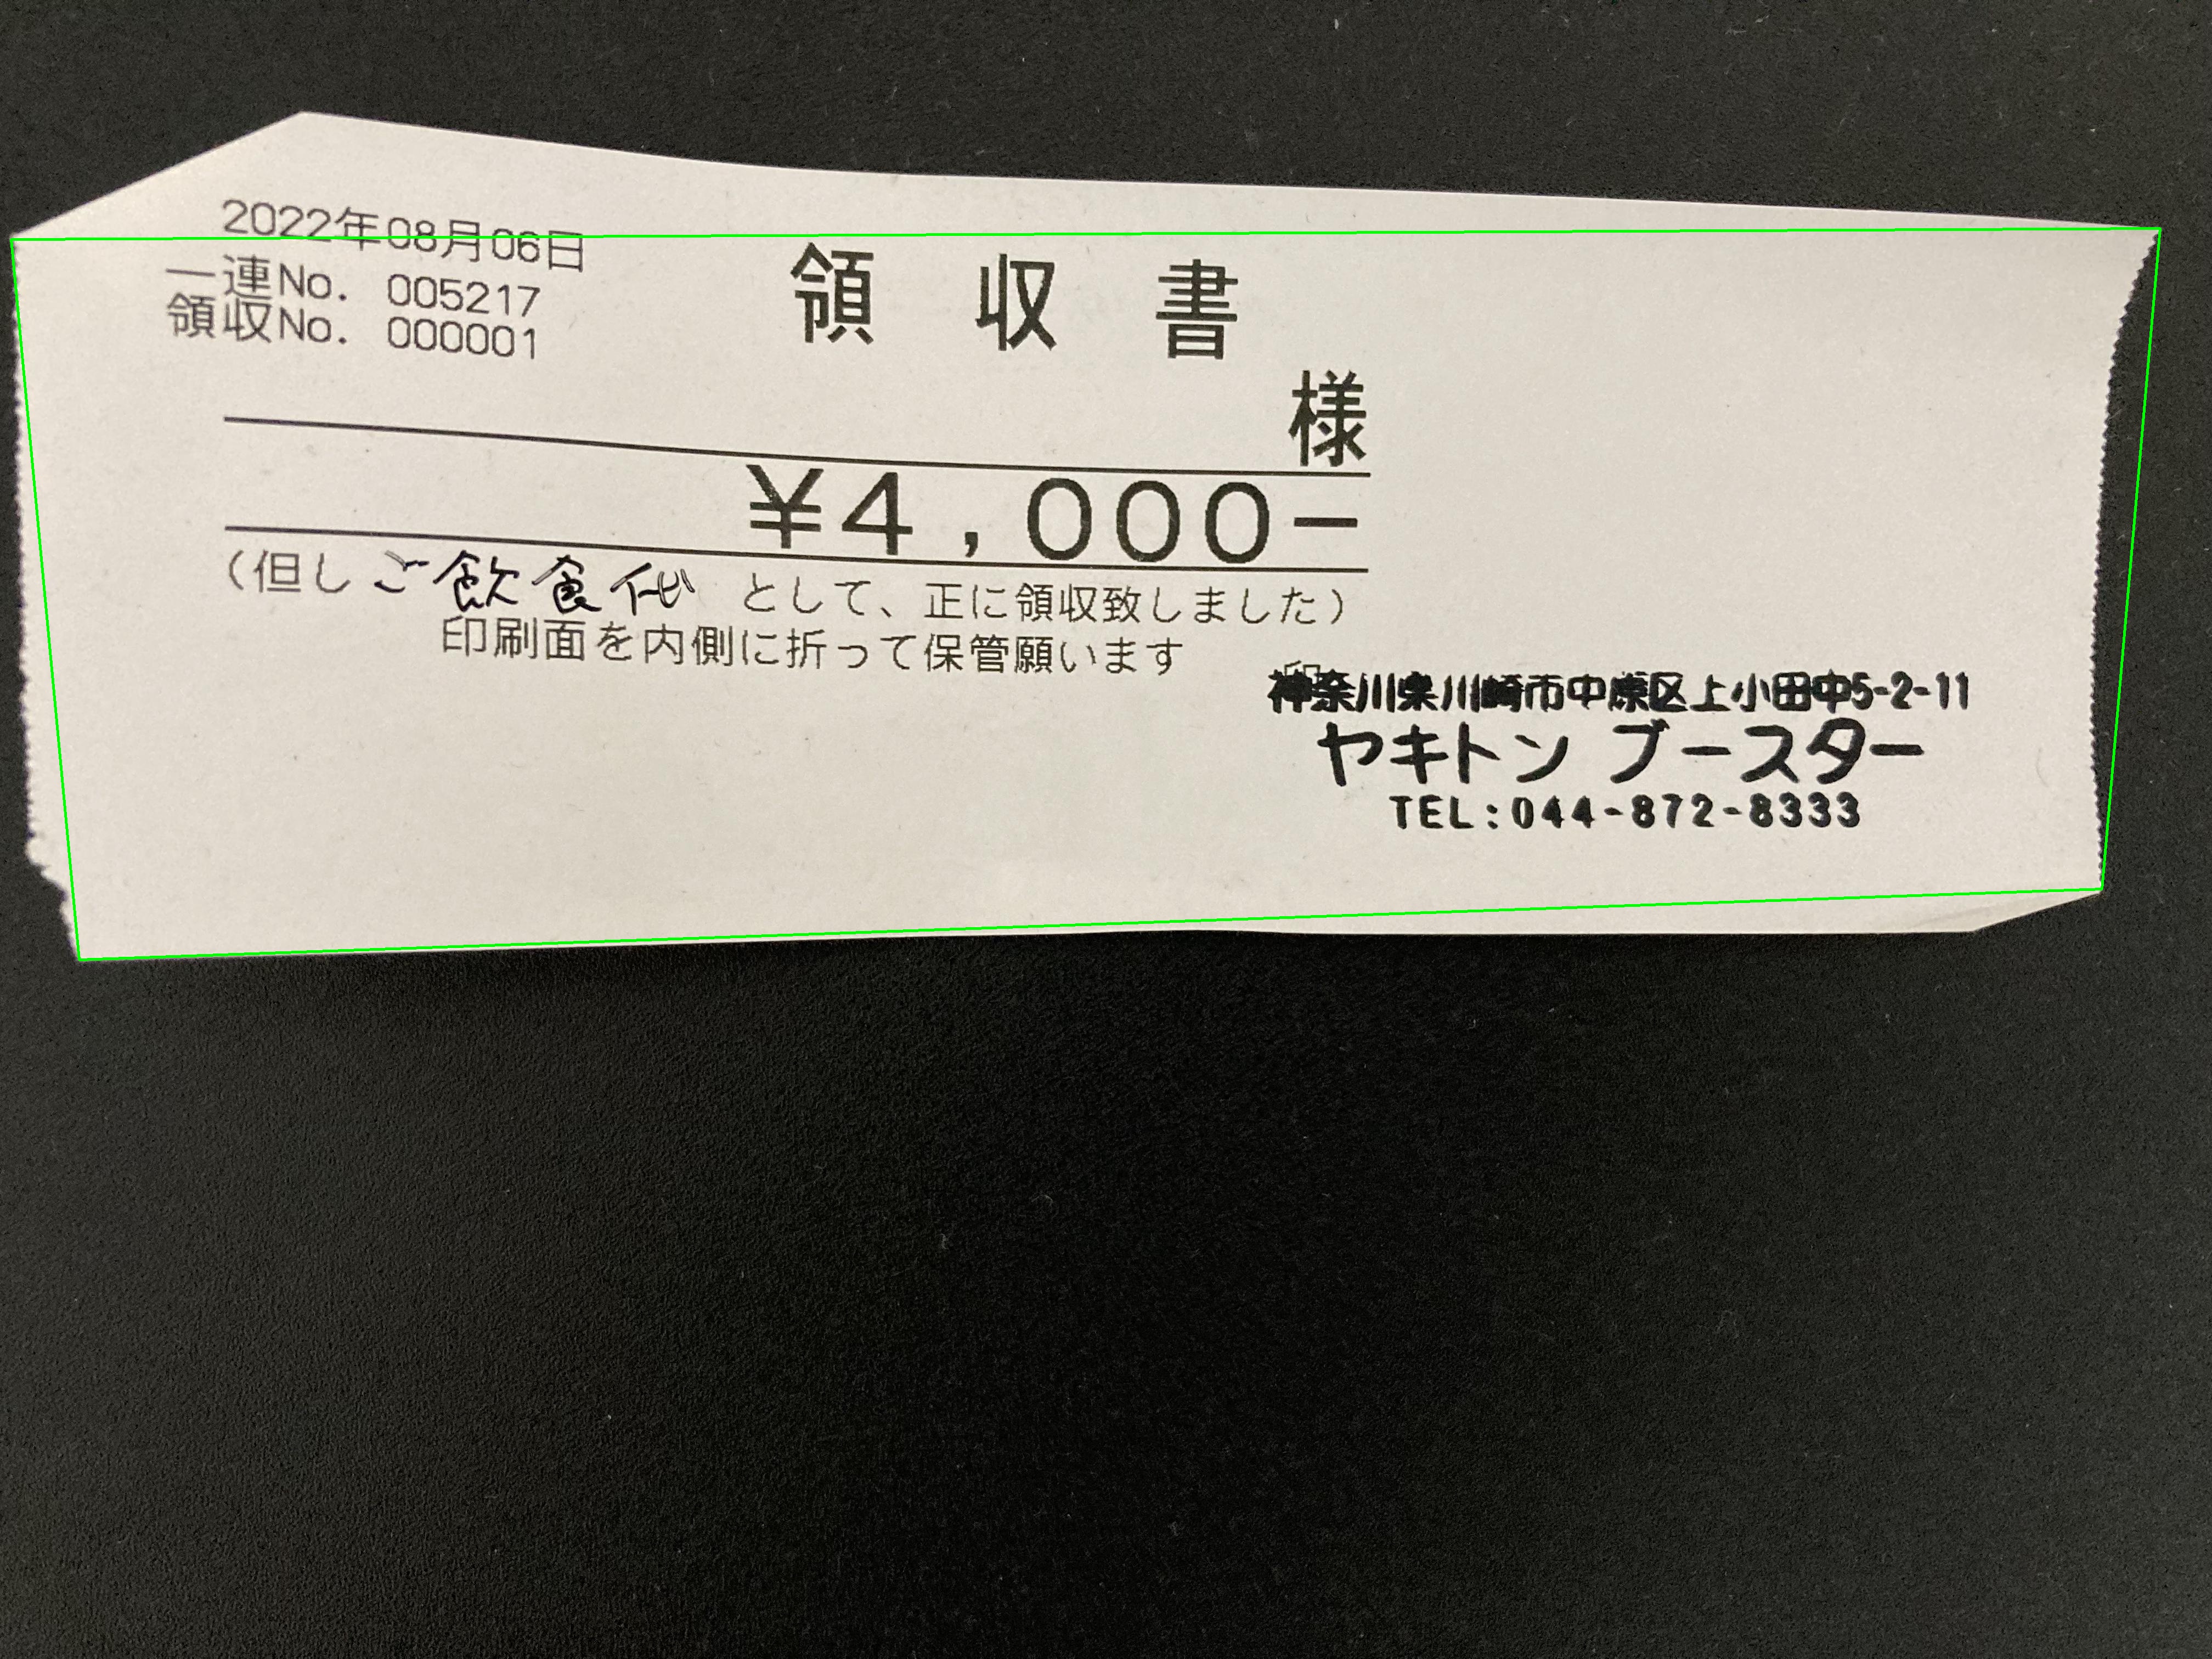 2022年08月06日
一連No. 005217
領収No. 000001
領 収 書
様
¥4,000-
(但しご飲食代 として、正に領収致しました)
印刷面を内側に折って保管願います
印
神奈川県川崎市中原区上小田中5-2-11
ヤキトン ブースター
TEL:044-872-8333